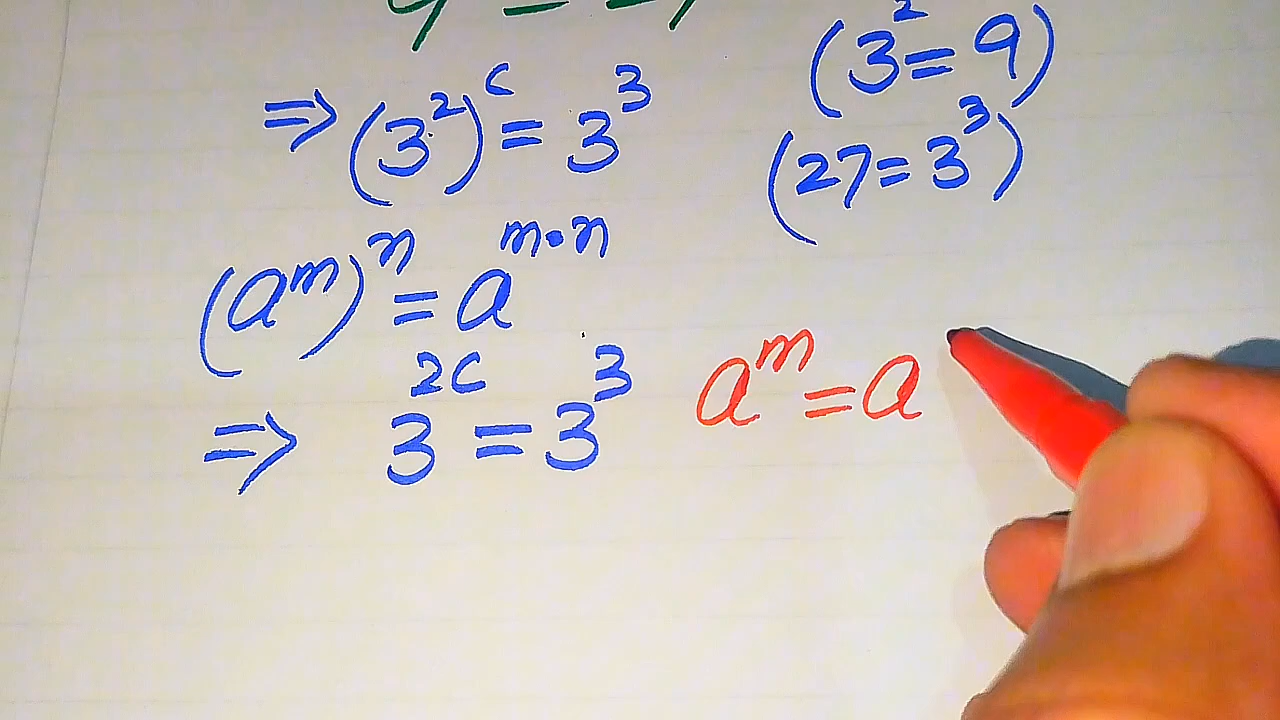 ⇒ (3²)ᶜ = 3³ (3² = 9)
(27 = 3³)
(aᵐ)ⁿ = aᵐ·ⁿ
⇒ 3²ᶜ = 3³ aᵐ = a